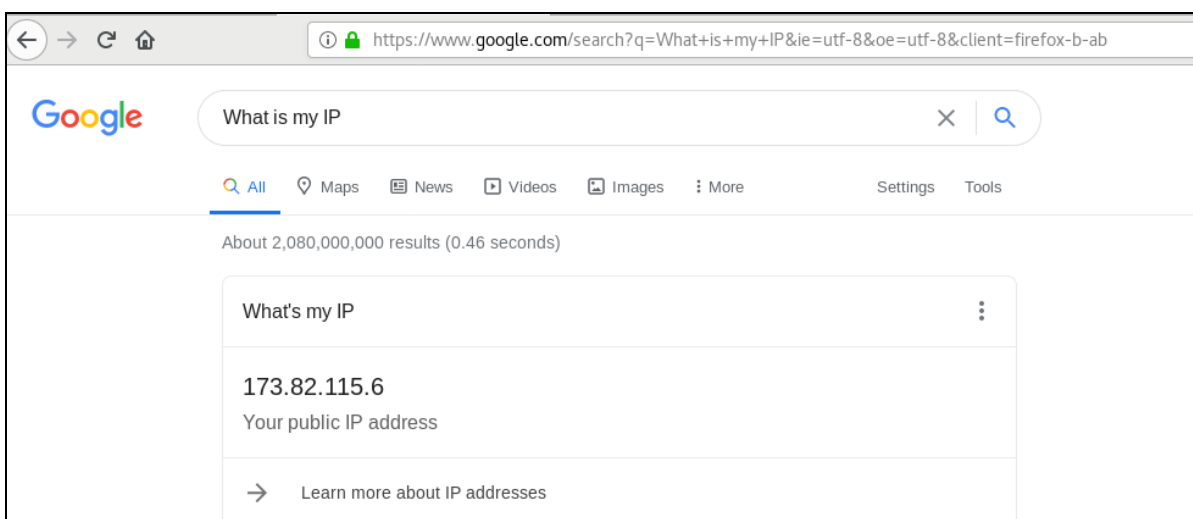 https://www.google.com/search?q=What+is+my+IP&ie=utf-8&oe=utf-8&client=firefox-b-ab
Google What is my IP
All Maps News Videos Images More Settings Tools
About 2,080,000,000 results (0.46 seconds)
What's my IP
173.82.115.6
Your public IP address
Learn more about IP addresses